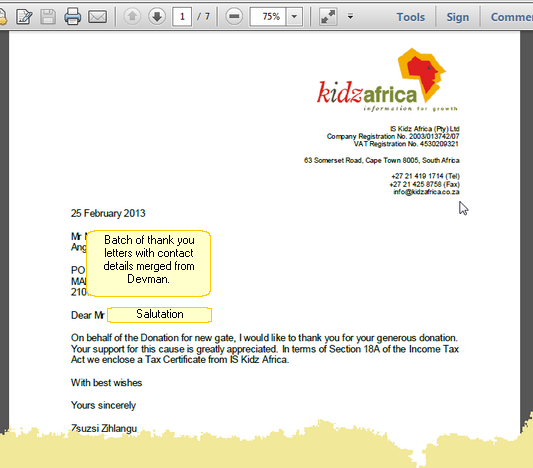 1 / 7 75% Tools Sign Comme
kidzafrica
information for growth
IS Kidz Africa (Pty) Ltd
Company Registration No. 2003/013742/07
VAT Registration No. 4530209321
63 Somerset Road, Cape Town 8005, South Africa
+27 21 419 1714 (Tel)
+27 21 425 8758 (Fax)
info@kidzafrica.co.za
25 February 2013
Mr
Ang
PO
MA
210
Batch of thank you
letters with contact
details merged from
Devman.
Dear Mr Salutation
On behalf of the Donation for new gate, I would like to thank you for your generous donation.
Your support for this cause is greatly appreciated. In terms of Section 18A of the Income Tax
Act we enclose a Tax Certificate from IS Kidz Africa.
With best wishes
Yours sincerely
Zsuzsi Zihlangu